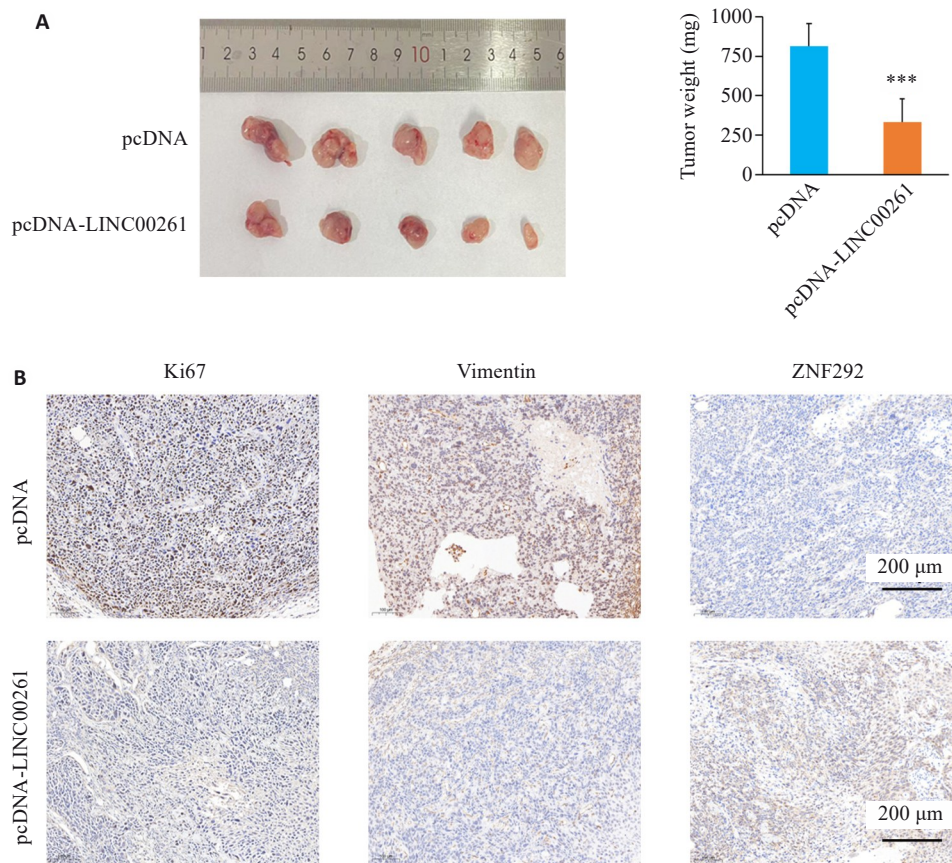 A
1 2 3 4 5 6 7 8 9 10 1 2 3 4 5 6
pcDNA
pcDNA-LINC00261
Tumor weight (mg)
1000
750
500
250
0
***
pcDNA
pcDNA-LINC00261
B
Ki67
Vimentin
ZNF292
pcDNA
200 μm
pcDNA-LINC00261
200 μm